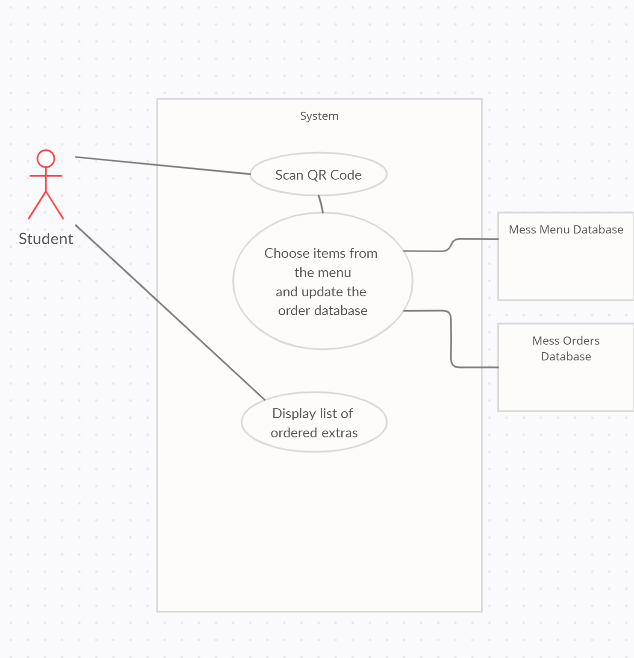 System
Scan QR Code
Student
Choose items from
the menu
and update the
order database
Mess Menu Database
Mess Orders
Database
Display list of
ordered extras